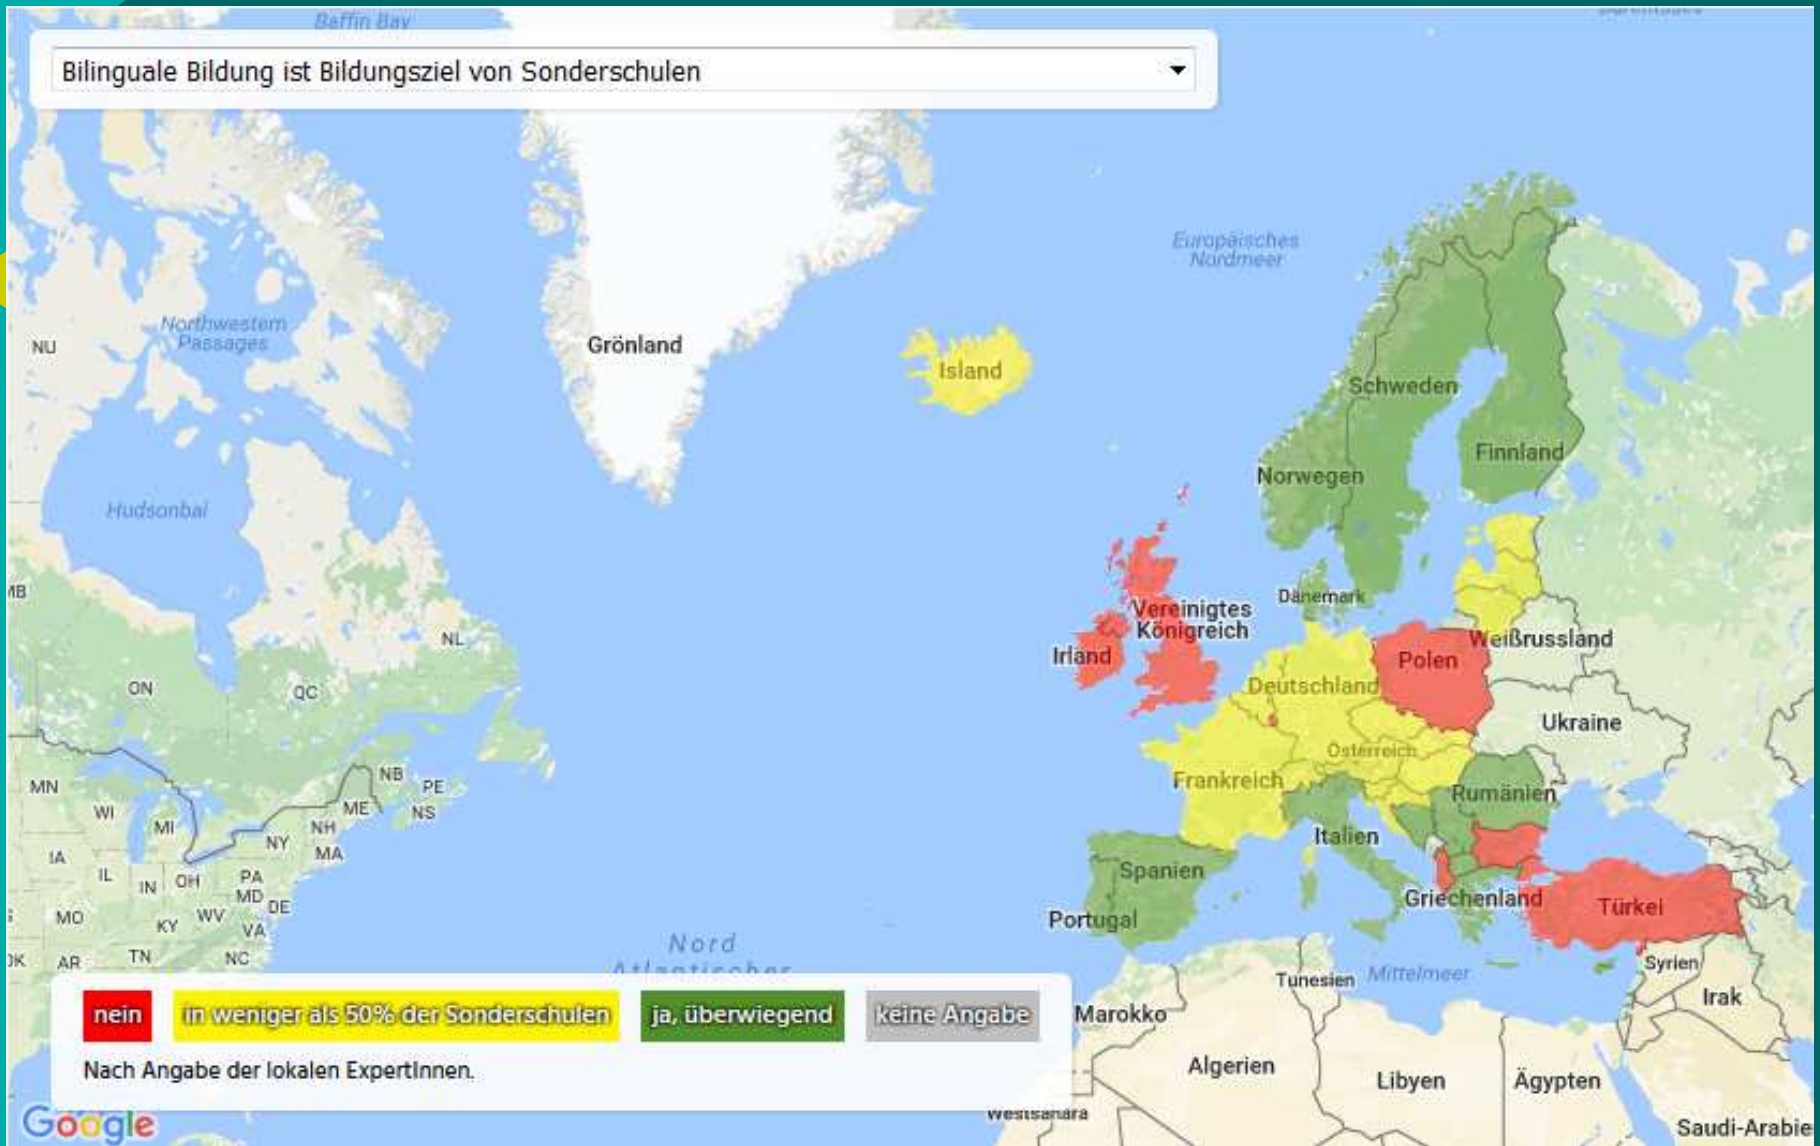 Baffin Bay
Bilinguale Bildung ist Bildungsziel von Sonderschulen
Europäisches
Nordmeer
Northwestern
Passages
NU
Grönland
Island
Schweden
Finnland
Norwegen
Hudsonbai
MB
Dänemark
Vereinigtes
Königreich
Weißrussland
NL
Irland
Polen
ON
QC
Deutschland
Ukraine
Österreich
NB
Frankreich
MN
PE
Rumänien
WI
ME
NS
MI
NH
Italien
NY
MA
IA
Spanien
IL
IN
OH
PA
MD
Griechenland
Türkei
DE
MO
WV
Portugal
KY
VA
Nord
Atlantischer
TN
NC
AR
Syrien
Tunesien
Mittelmeer
Irak
nein
in weniger als 50% der Sonderschulen
ja, überwiegend
keine Angabe
Marokko
Nach Angabe der lokalen ExpertInnen.
Algerien
Libyen
Ägypten
Westsahara
Google
Saudi-Arabie